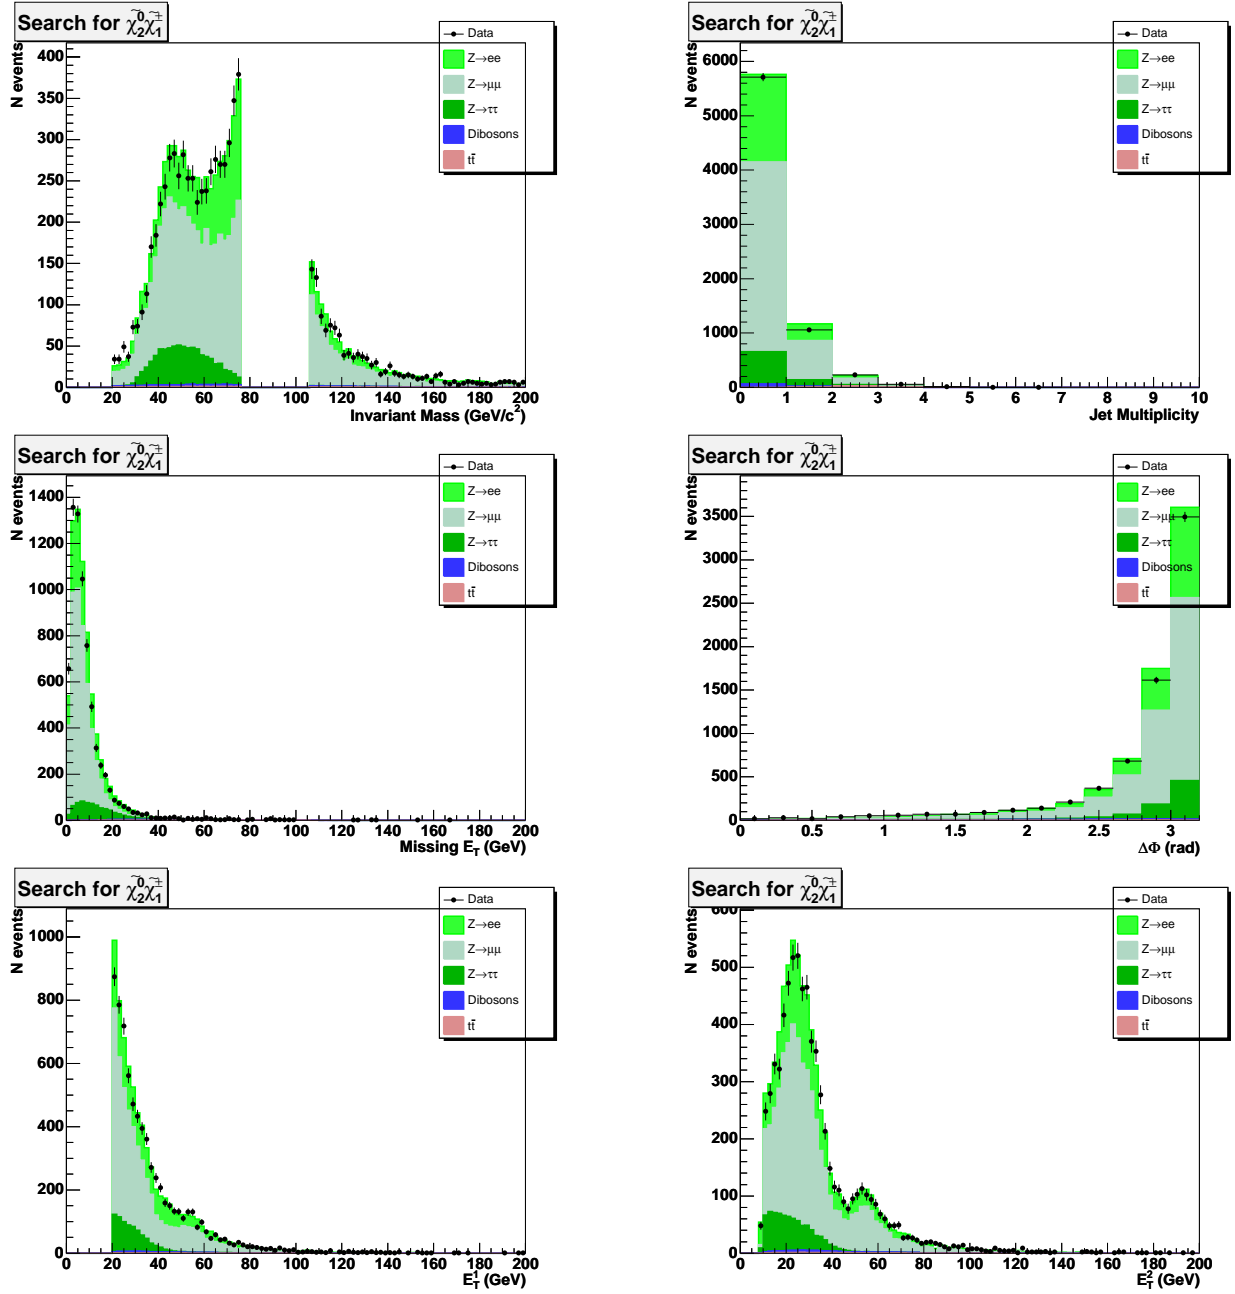 Search for χ̃₂⁰χ̃₁±
N events
Data
Z→ee
Z→μμ
Z→ττ
Dibosons
tt̄
400
350
300
250
200
150
100
50
0
0 20 40 60 80 100 120 140 160 180 200
Invariant Mass (GeV/c²)
Search for χ̃₂⁰χ̃₁±
N events
Data
Z→ee
Z→μμ
Z→ττ
Dibosons
tt̄
6000
5000
4000
3000
2000
1000
0
0 1 2 3 4 5 6 7 8 9 10
Jet Multiplicity
Search for χ̃₂⁰χ̃₁±
N events
Data
Z→ee
Z→μμ
Z→ττ
Dibosons
tt̄
1400
1200
1000
800
600
400
200
0
0 20 40 60 80 100 120 140 160 180 200
Missing E_T (GeV)
Search for χ̃₂⁰χ̃₁±
N events
Data
Z→ee
Z→μμ
Z→ττ
Dibosons
tt̄
3500
3000
2500
2000
1500
1000
500
0
0 0.5 1 1.5 2 2.5 3
ΔΦ (rad)
Search for χ̃₂⁰χ̃₁±
N events
Data
Z→ee
Z→μμ
Z→ττ
Dibosons
tt̄
1000
800
600
400
200
0
0 20 40 60 80 100 120 140 160 180 200
E_T¹ (GeV)
Search for χ̃₂⁰χ̃₁±
N events
Data
Z→ee
Z→μμ
Z→ττ
Dibosons
tt̄
600
500
400
300
200
100
0
0 20 40 60 80 100 120 140 160 180 200
E_T² (GeV)